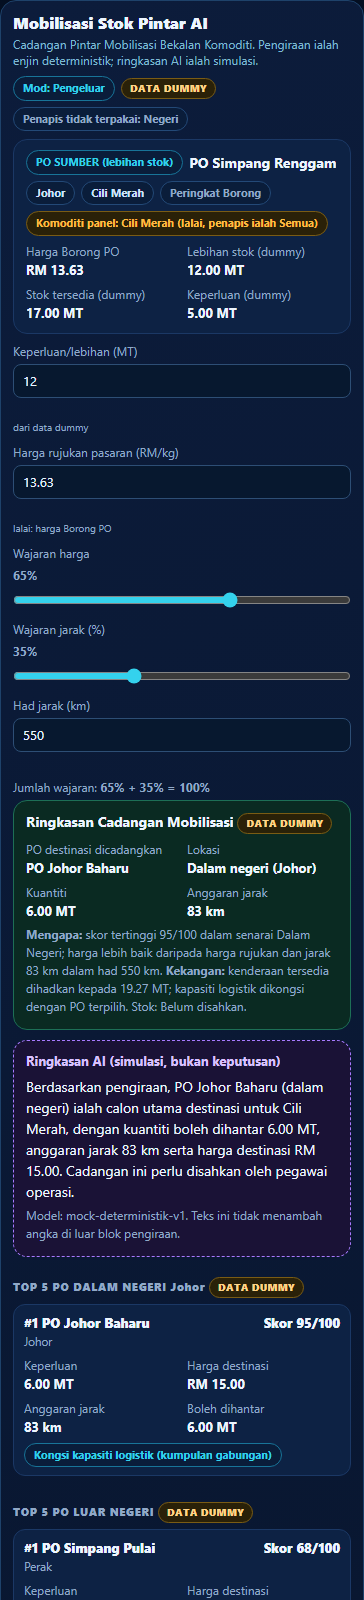 Mobilisasi Stok Pintar AI
Cadangan Pintar Mobilisasi Bekalan Komoditi. Pengiraan ialah
enjin deterministik; ringkasan AI ialah simulasi.
Mod: Pengeluar DATA DUMMY
Penapis tidak terpakai: Negeri
PO SUMBER (lebihan stok) PO Simpang Renggam
Johor Cili Merah Peringkat Borong
Komoditi panel: Cili Merah (lalai, penapis ialah Semua)
Harga Borong PO Lebihan stok (dummy)
RM 13.63 12.00 MT
Stok tersedia (dummy) Keperluan (dummy)
17.00 MT 5.00 MT
Keperluan/lebihan (MT)
12
dari data dummy
Harga rujukan pasaran (RM/kg)
13.63
lalai: harga Borong PO
Wajaran harga
65%
Wajaran jarak (%)
35%
Had jarak (km)
550
Jumlah wajaran: 65% + 35% = 100%
Ringkasan Cadangan Mobilisasi DATA DUMMY
PO destinasi dicadangkan Lokasi
PO Johor Baharu Dalam negeri (Johor)
Kuantiti Anggaran jarak
6.00 MT 83 km
Mengapa: skor tertinggi 95/100 dalam senarai Dalam
Negeri; harga lebih baik daripada harga rujukan dan jarak
83 km dalam had 550 km. Kekangan: kenderaan tersedia
dihadkan kepada 19.27 MT; kapasiti logistik dikongsi
dengan PO terpilih. Stok: Belum disahkan.
Ringkasan AI (simulasi, bukan keputusan)
Berdasarkan pengiraan, PO Johor Baharu (dalam
negeri) ialah calon utama destinasi untuk Cili
Merah, dengan kuantiti boleh dihantar 6.00 MT,
anggaran jarak 83 km serta harga destinasi RM
15.00. Cadangan ini perlu disahkan oleh pegawai
operasi.
Model: mock-deterministik-v1. Teks ini tidak menambah
angka di luar blok pengiraan.
TOP 5 PO DALAM NEGERI Johor DATA DUMMY
#1 PO Johor Baharu Skor 95/100
Johor
Keperluan Harga destinasi
6.00 MT RM 15.00
Anggaran jarak Boleh dihantar
83 km 6.00 MT
Kongsi kapasiti logistik (kumpulan gabungan)
TOP 5 PO LUAR NEGERI DATA DUMMY
#1 PO Simpang Pulai Skor 68/100
Perak
Keperluan Harga destinasi